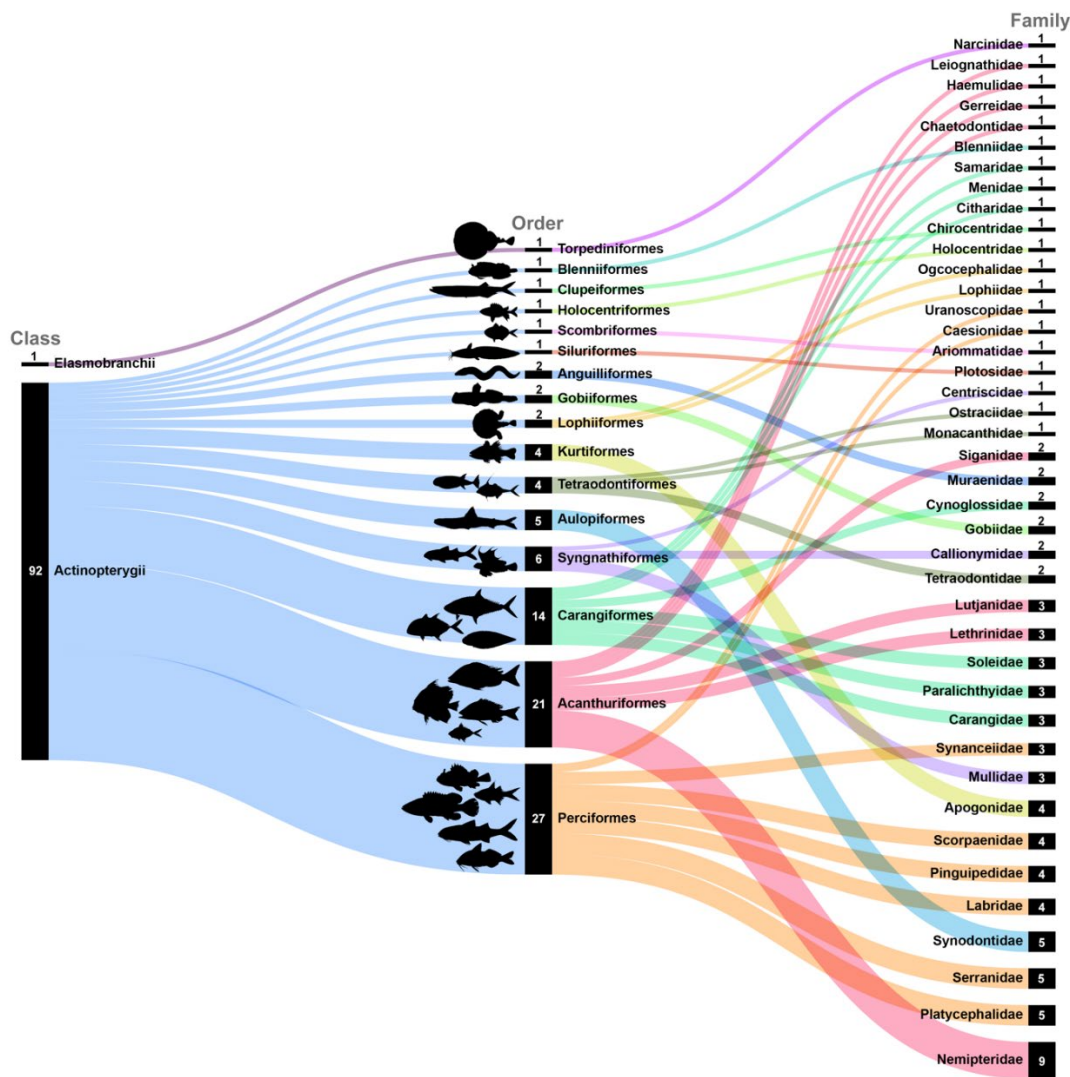 Class
1
Elasmobranchii
92
Actinopterygii
Order
1
Torpediniformes
1
Blenniiformes
1
Clupeiformes
1
Holocentriformes
1
Scombriformes
1
Siluriformes
2
Anguilliformes
2
Gobiiformes
2
Lophiiformes
4
Kurtiformes
4
Tetraodontiformes
5
Aulopiformes
6
Syngnathiformes
14
Carangiformes
21
Acanthuriformes
27
Perciformes
Family
Narcinidae 1
Leiognathidae 1
Haemulidae 1
Gerreidae 1
Chaetodontidae 1
Blenniidae 1
Samaridae 1
Menidae 1
Citharidae 1
Chirocentridae 1
Holocentridae 1
Ogcocephalidae 1
Lophiidae 1
Uranoscopidae 1
Caesionidae 1
Ariommatidae 1
Plotosidae 1
Centriscidae 1
Ostraciidae 1
Monacanthidae 1
Siganidae 2
Muraenidae 2
Cynoglossidae 2
Gobiidae 2
Callionymidae 2
Tetraodontidae 2
Lutjanidae 3
Lethrinidae 3
Soleidae 3
Paralichthyidae 3
Carangidae 3
Synanceiidae 3
Mullidae 3
Apogonidae 4
Scorpaenidae 4
Pinguipedidae 4
Labridae 4
Synodontidae 5
Serranidae 5
Platycephalidae 5
Nemipteridae 9